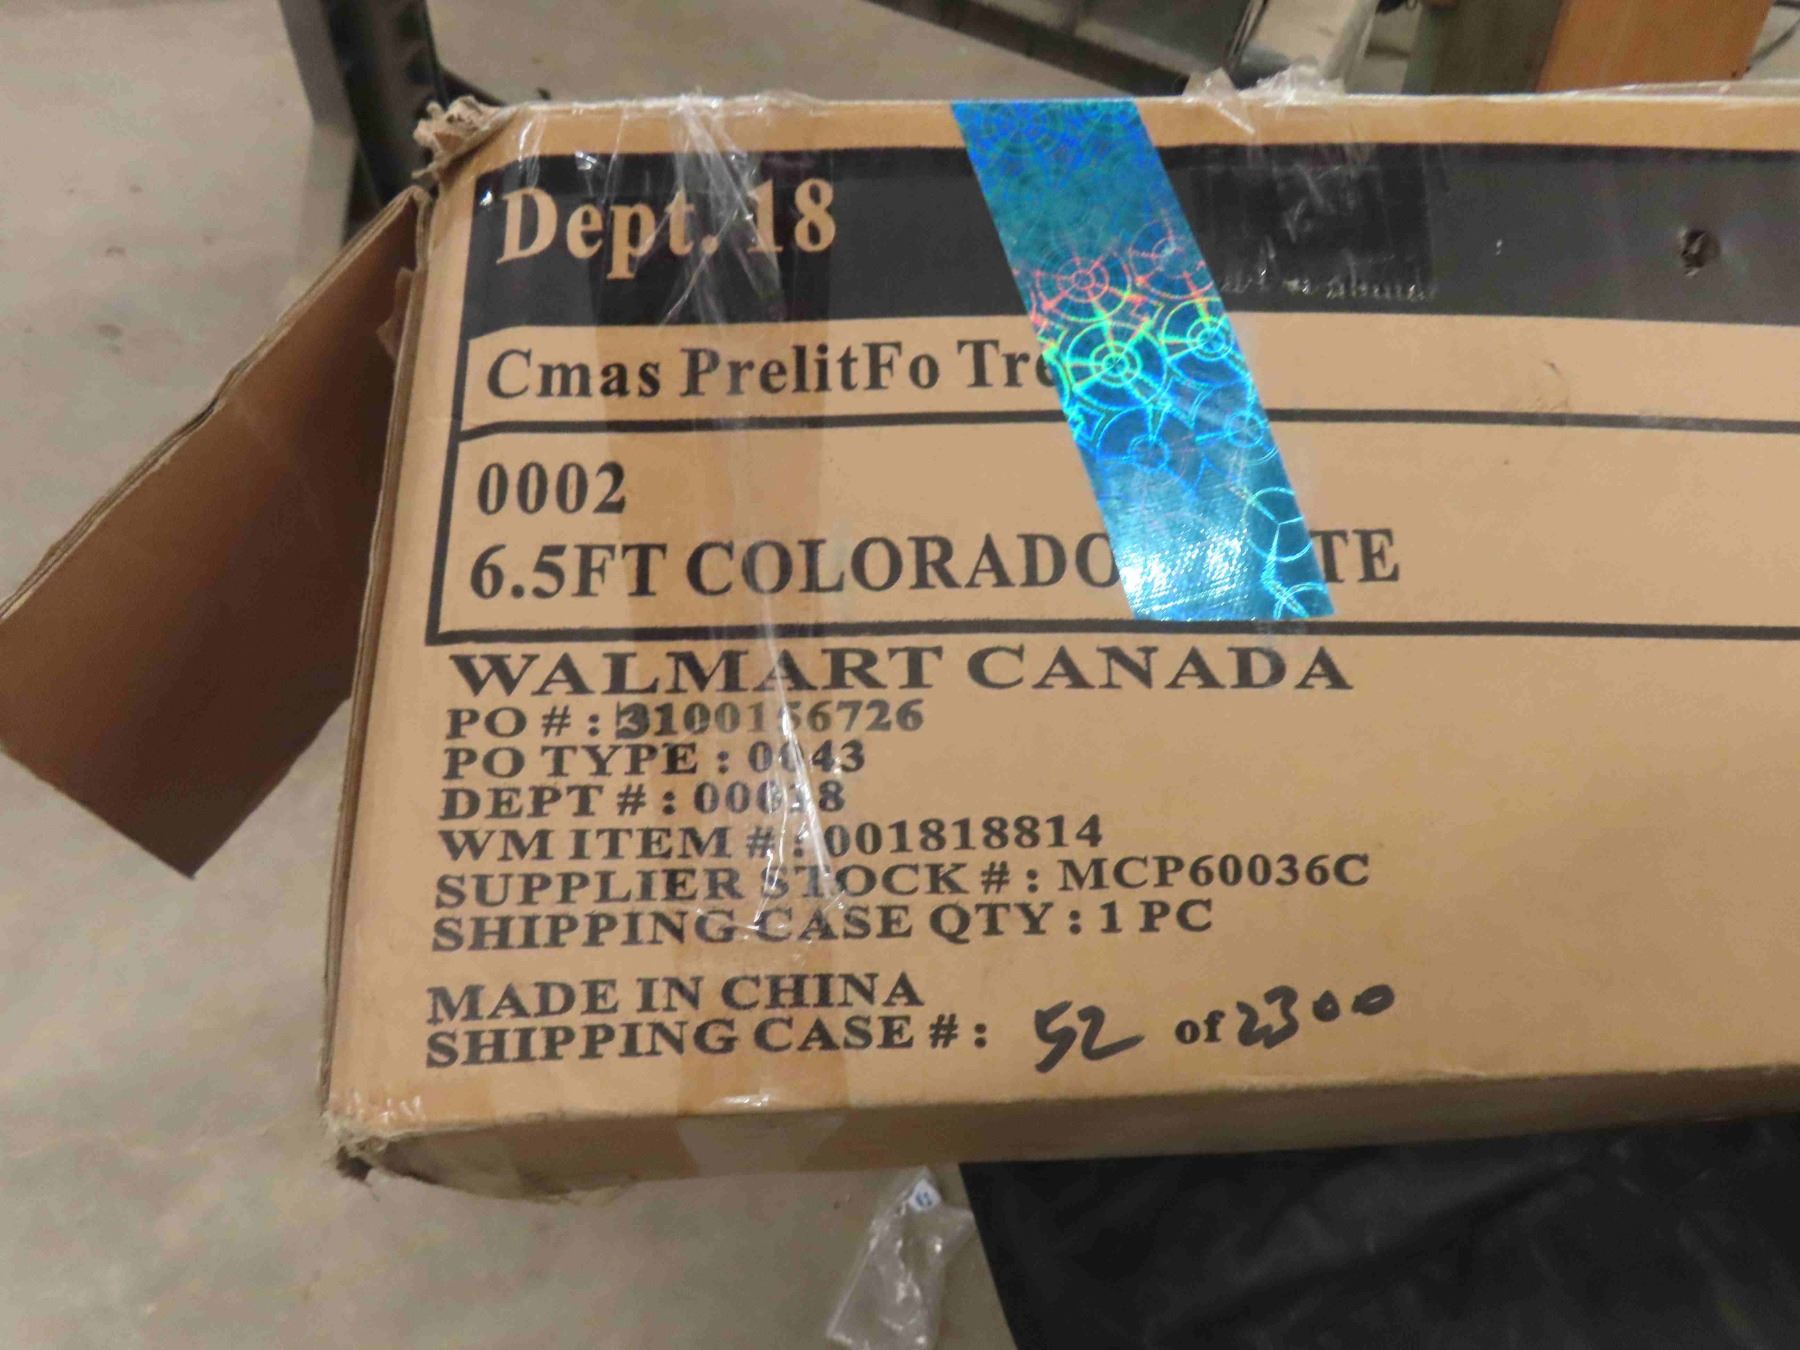 Dept. 18
Cmas PrelitFo Tre
0002
6.5FT COLORADO TE
WALMART CANADA
PO # : 3100156726
PO TYPE : 0043
DEPT # : 00018
WM ITEM # : 001818814
SUPPLIER STOCK # : MCP60036C
SHIPPING CASE QTY : 1 PC
MADE IN CHINA
SHIPPING CASE # : 52 of 2300